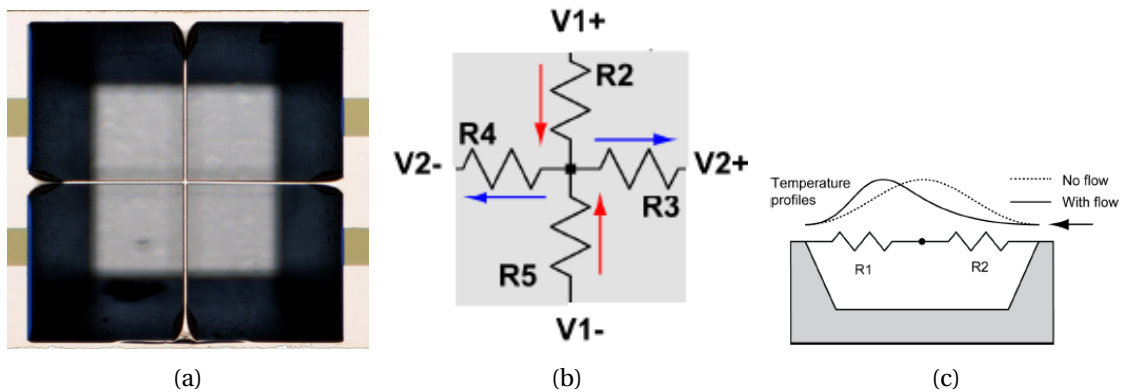 V1+
R2
R4
V2-
V2+
R3
R5
V1-
Temperature
profiles
No flow
With flow
R1
R2
(a)
(b)
(c)